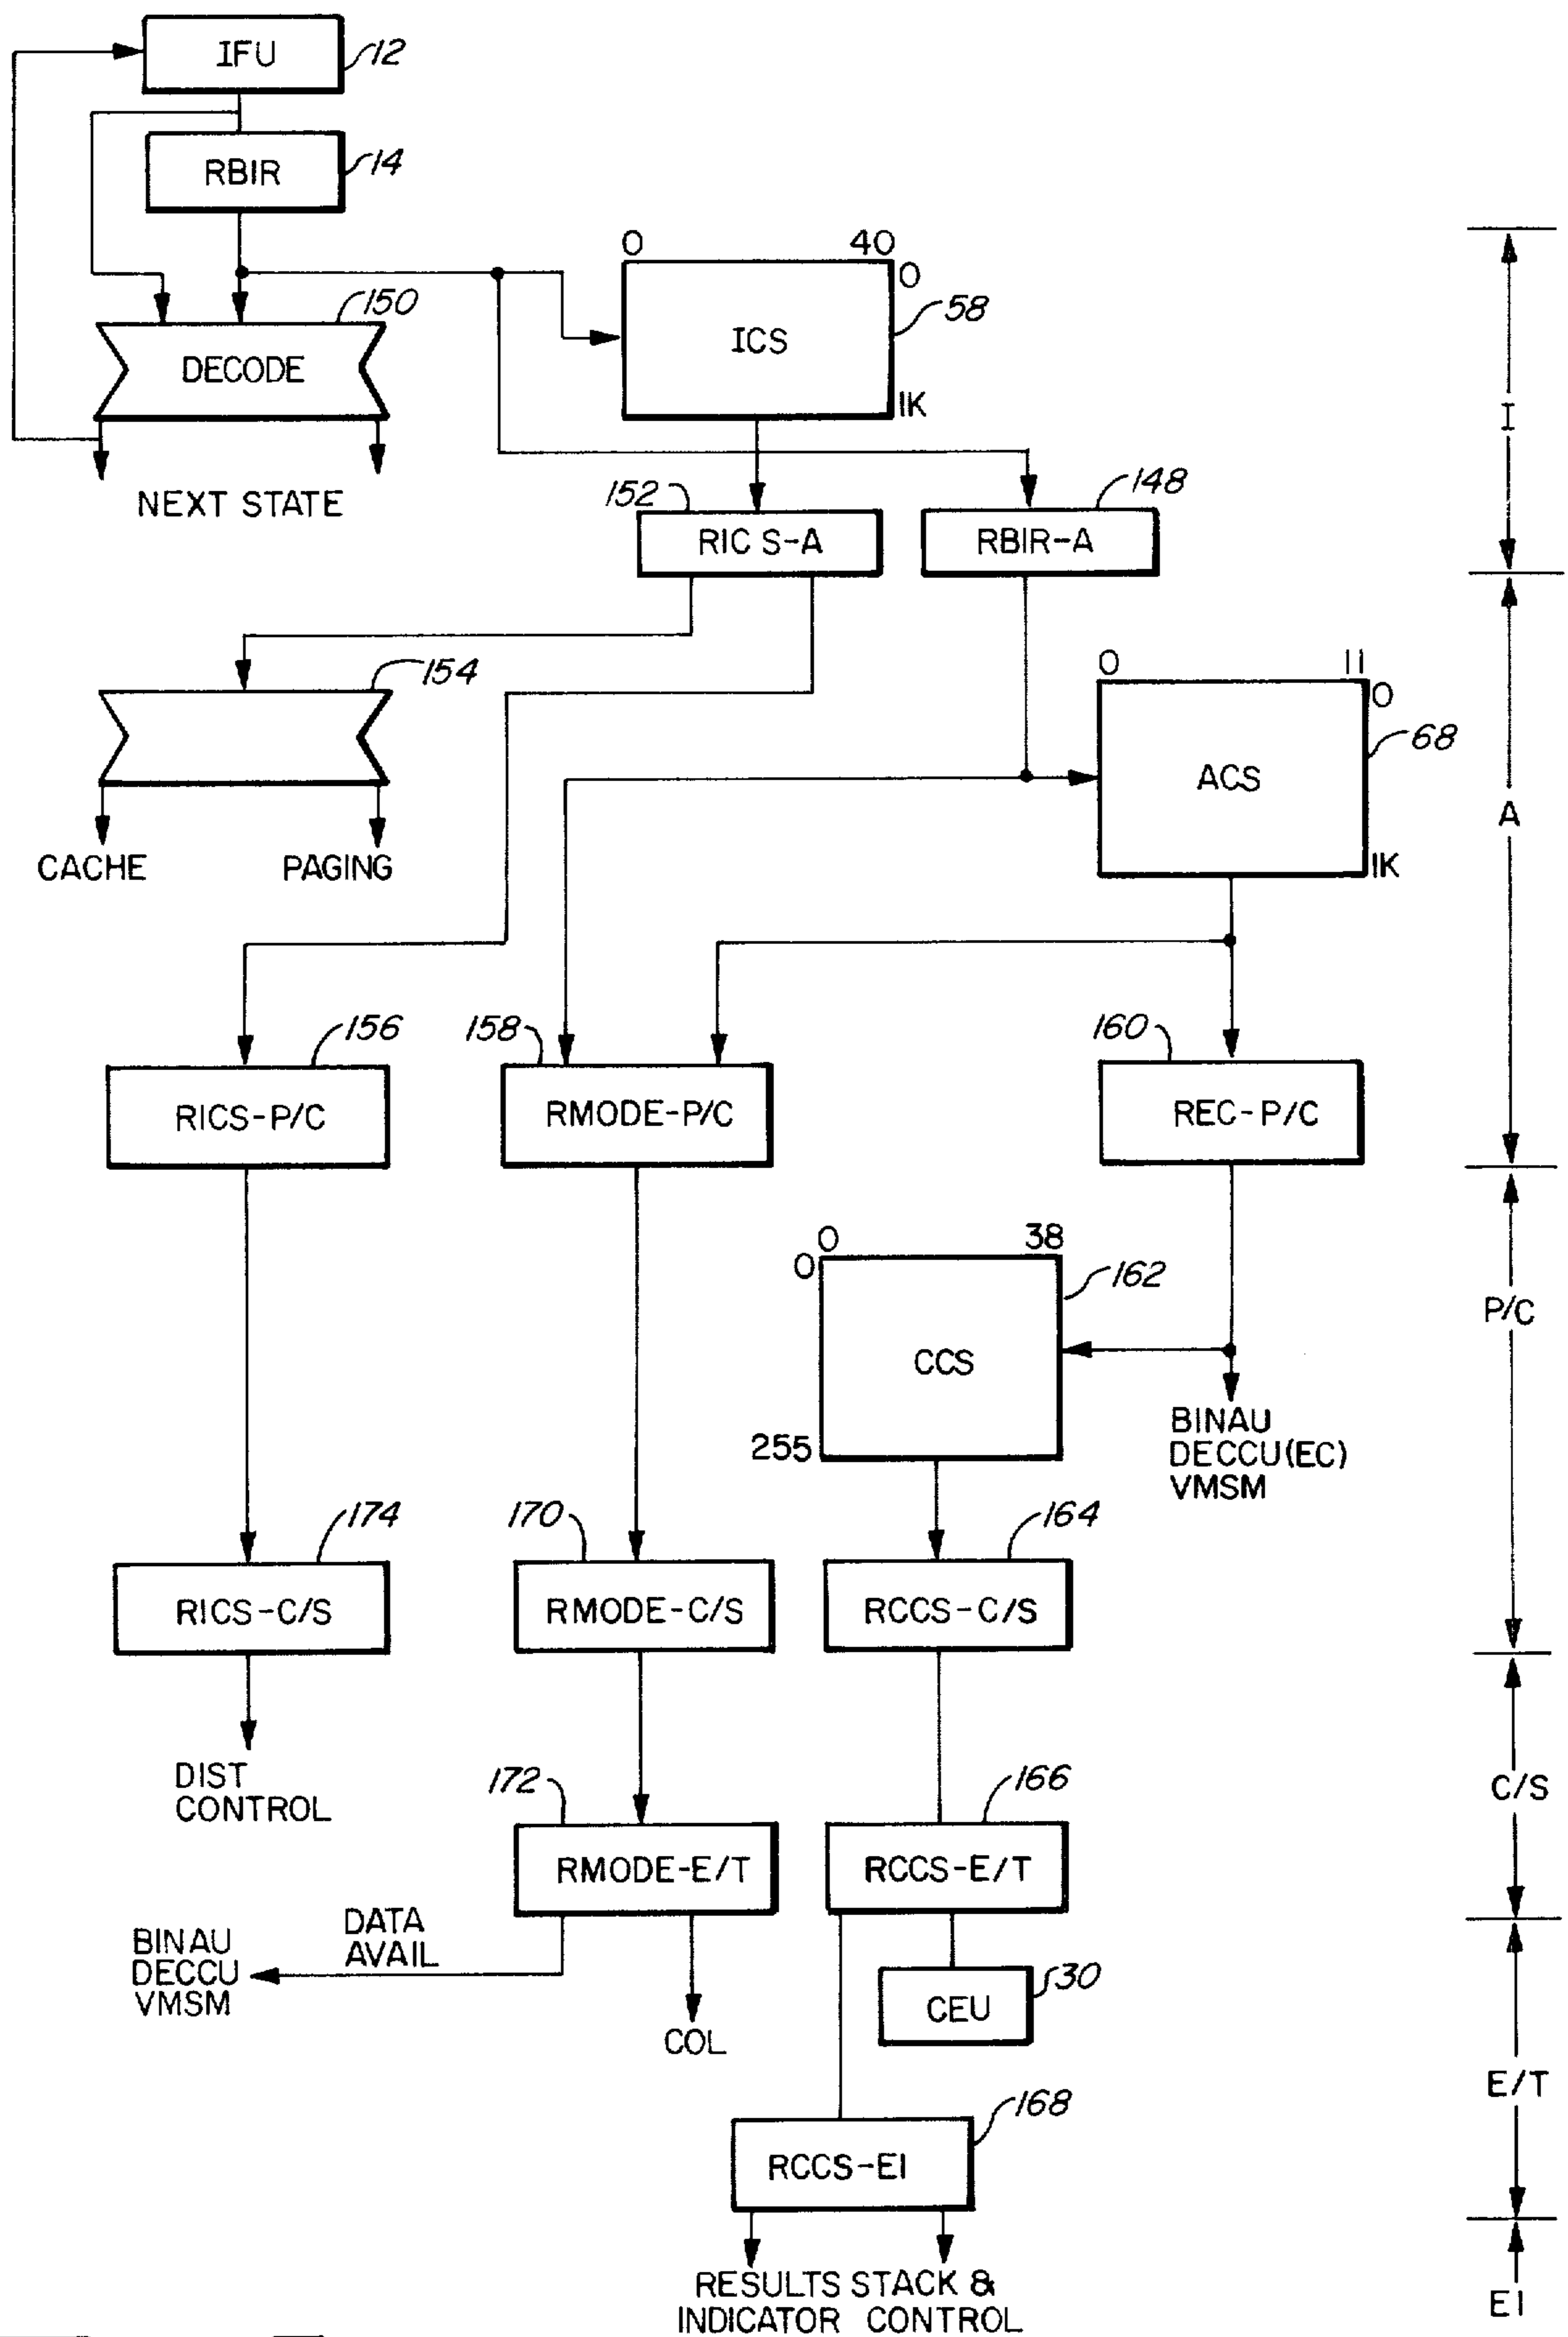 IFU
12
RBIR
14
0 40
0
58
150
ICS
DECODE
1K
I
NEXT STATE
152
148
RIC S-A
RBIR-A
154
0 11
0
68
ACS
A
CACHE
PAGING
1K
156
158
160
RICS-P/C
RMODE-P/C
REC-P/C
0 38
0
162
P/C
CCS
BINAU
DECCU(EC)
VMSM
255
174
170
164
RICS-C/S
RMODE-C/S
RCCS-C/S
DIST
CONTROL
172
166
C/S
RMODE-E/T
RCCS-E/T
DATA
AVAIL
BINAU
DECCU
VMSM
30
CEU
COL
E/T
168
RCCS-EI
RESULTS STACK &
INDICATOR CONTROL
EI